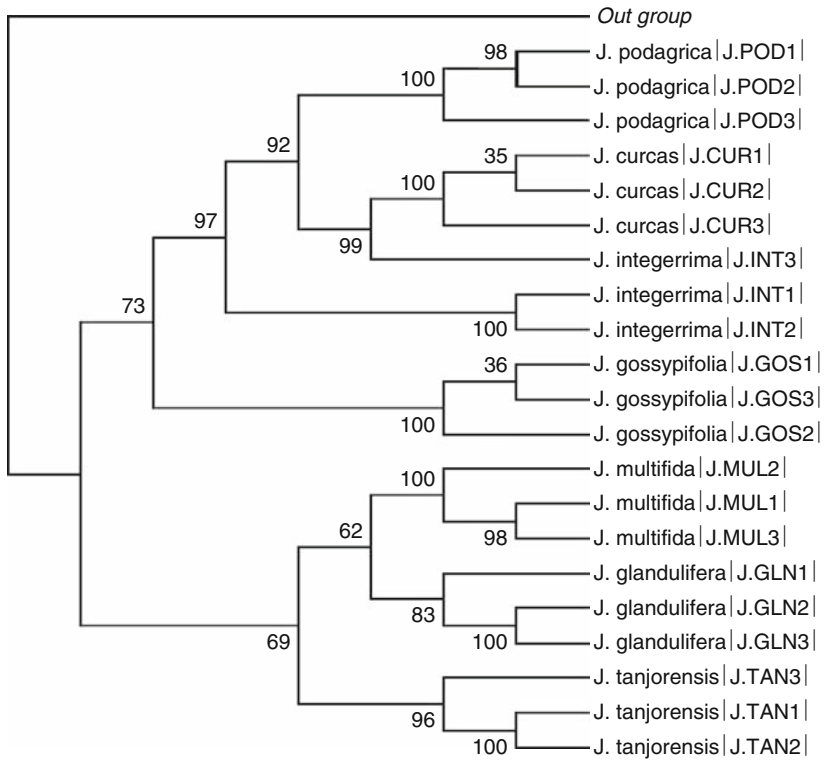 Out group
98
J. podagrica|J.POD1|
J. podagrica|J.POD2|
100
J. podagrica|J.POD3|
92
35
J. curcas|J.CUR1|
100
J. curcas|J.CUR2|
97
J. curcas|J.CUR3|
99
J. integerrima|J.INT3|
73
J. integerrima|J.INT1|
100
J. integerrima|J.INT2|
36
J. gossypifolia|J.GOS1|
J. gossypifolia|J.GOS3|
100
J. gossypifolia|J.GOS2|
100
J. multifida|J.MUL2|
62
J. multifida|J.MUL1|
98
J. multifida|J.MUL3|
J. glandulifera|J.GLN1|
83
J. glandulifera|J.GLN2|
69
100
J. glandulifera|J.GLN3|
J. tanjorensis|J.TAN3|
96
J. tanjorensis|J.TAN1|
100
J. tanjorensis|J.TAN2|